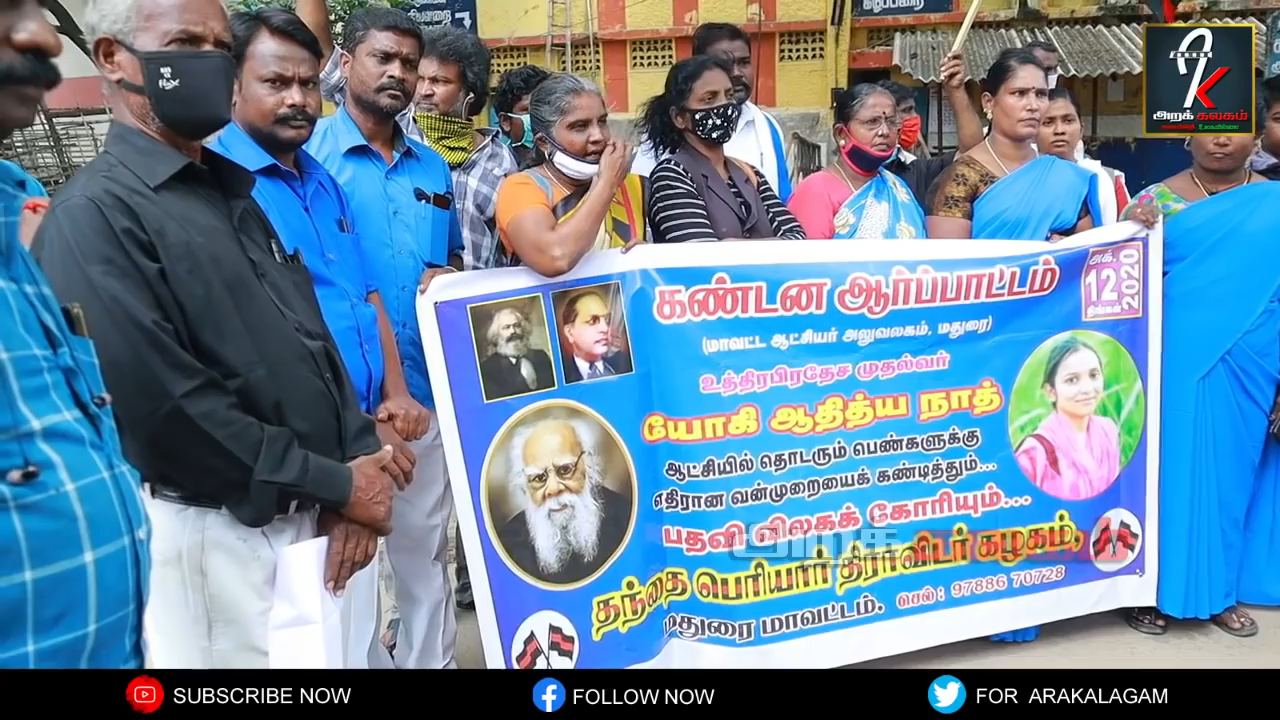 அறக் கலகம்
கண்டன ஆர்ப்பாட்டம்
அக். 12 2020 திங்கள்
(மாவட்ட ஆட்சியர் அலுவலகம், மதுரை)
உத்திரபிரதேச முதல்வர்
யோகி ஆதித்ய நாத்
ஆட்சியில் தொடரும் பெண்களுக்கு
எதிரான வன்முறையைக் கண்டித்தும்...
பதவி விலகக் கோரியும்...
அறக்
தந்தை பெரியார் திராவிடர் கழகம்,
மதுரை மாவட்டம். செல் : 97886 70728
SUBSCRIBE NOW
FOLLOW NOW
FOR ARAKALAGAM